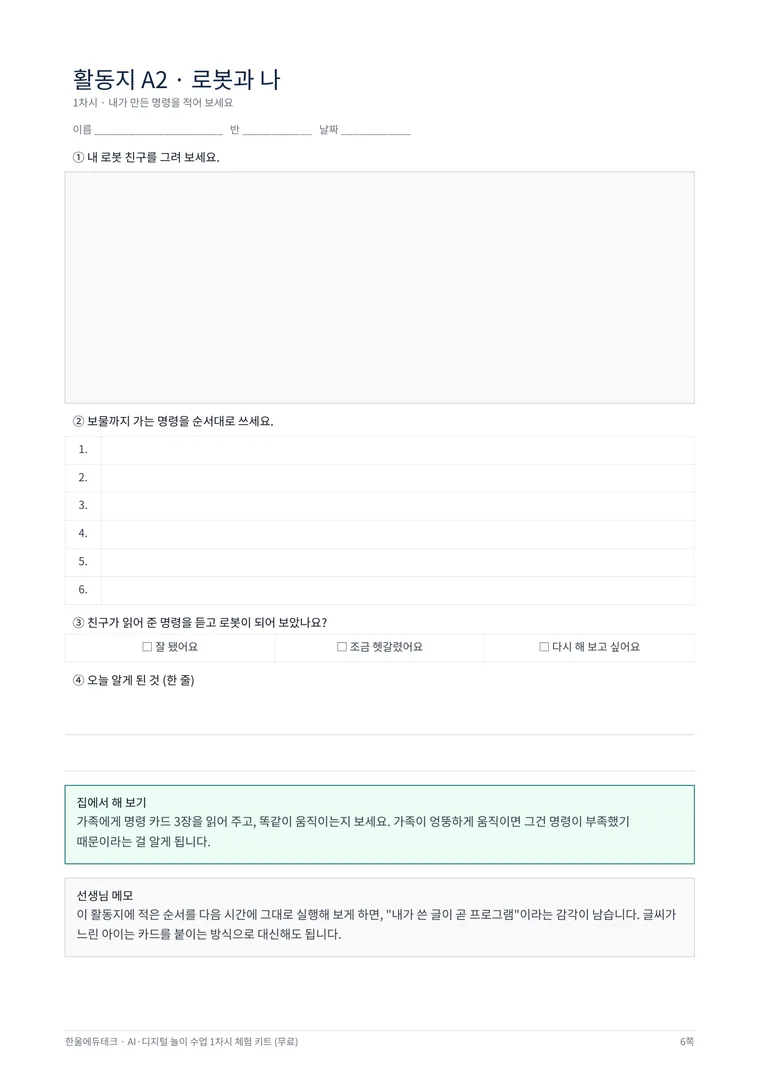 활동지 A2 · 로봇과 나
1차시 · 내가 만든 명령을 적어 보세요
이름 ______________________ 반 ____________ 날짜 ____________
① 내 로봇 친구를 그려 보세요.
② 보물까지 가는 명령을 순서대로 쓰세요.
1.
2.
3.
4.
5.
6.
③ 친구가 읽어 준 명령을 듣고 로봇이 되어 보았나요?
☐ 잘 됐어요 ☐ 조금 헷갈렸어요 ☐ 다시 해 보고 싶어요
④ 오늘 알게 된 것 (한 줄)
집에서 해 보기
가족에게 명령 카드 3장을 읽어 주고, 똑같이 움직이는지 보세요. 가족이 엉뚱하게 움직이면 그건 명령이 부족했기
때문이라는 걸 알게 됩니다.
선생님 메모
이 활동지에 적은 순서를 다음 시간에 그대로 실행해 보게 하면, "내가 쓴 글이 곧 프로그램"이라는 감각이 남습니다. 글씨가
느린 아이는 카드를 붙이는 방식으로 대신해도 됩니다.
한울에듀테크 · AI·디지털 놀이 수업 1차시 체험 키트 (무료) 6쪽